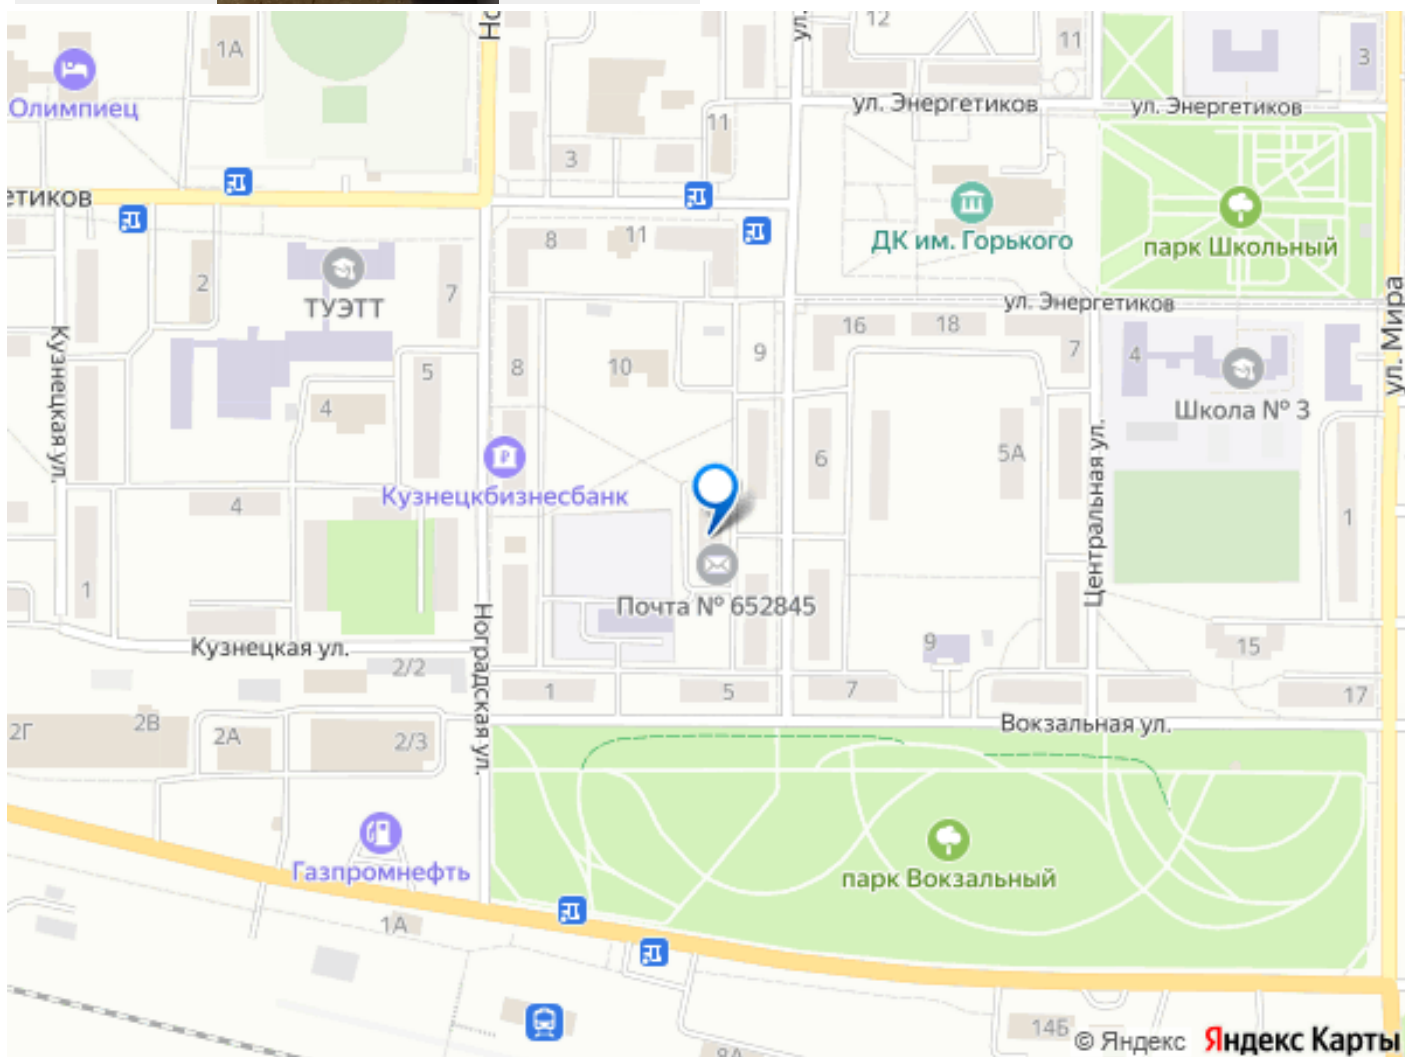 Но
ул.
12
11
3
1А
Олимпиец
ул. Энергетиков
ул. Энергетиков
11
3
етиков
8
11
ДК им. Горького
парк Школьный
2
ТУЭТТ
7
ул. Энергетиков
ул. Мира
16
18
7
4
Кузнецкая ул.
5
8
10
9
Школа № 3
4
6
5А
Центральная ул.
Кузнецкбизнесбанк
4
1
1
Почта № 652845
Ноградская ул.
Кузнецкая ул.
9
15
2/2
1
5
7
17
2Г
2В
2А
2/3
Вокзальная ул.
Газпромнефть
парк Вокзальный
1А
14Б
8А
© Яндекс Яндекс Карты